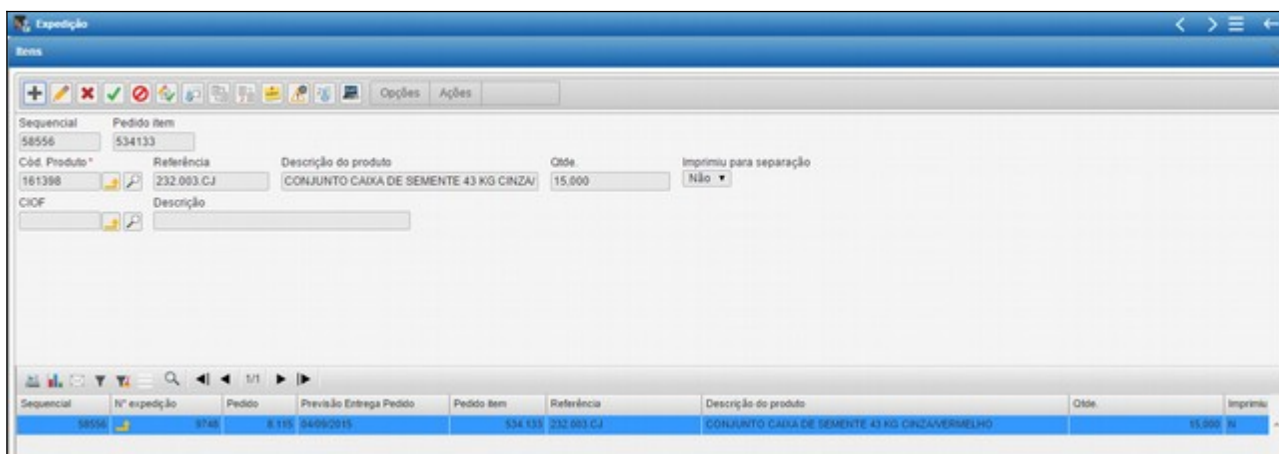 Expedição
Itens
Opções Ações
Sequencial Pedido item
58556 534133
Cód. Produto* Referência Descrição do produto Qtde. Imprimiu para separação
161398 232.003.CJ CONJUNTO CAIXA DE SEMENTE 43 KG CINZA/ 15,000 Não
CIOF Descrição
1/1
Sequencial Nº expedição Pedido Previsão Entrega Pedido Pedido item Referência Descrição do produto Qtde. Imprimiu
58556 9748 8.115 04/09/2015 534.133 232.003.CJ CONJUNTO CAIXA DE SEMENTE 43 KG CINZA/VERMELHO 15,000 N